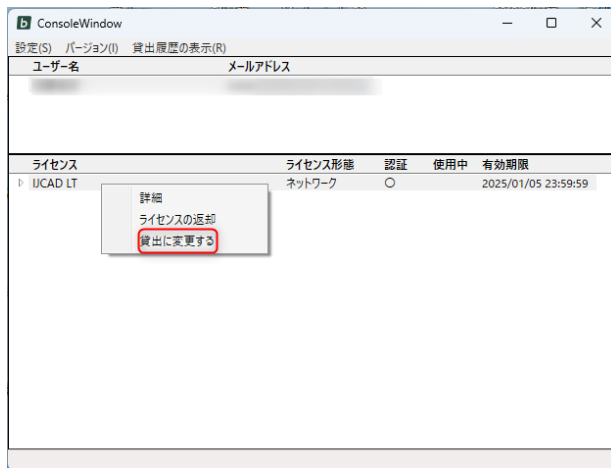 ConsoleWindow
設定(S) バージョン(I) 貸出履歴の表示(R)
ユーザー名 メールアドレス
ライセンス ライセンス形態 認証 使用中 有効期限
IJCAD LT ネットワーク ○ 2025/01/05 23:59:59
詳細
ライセンスの返却
貸出に変更する